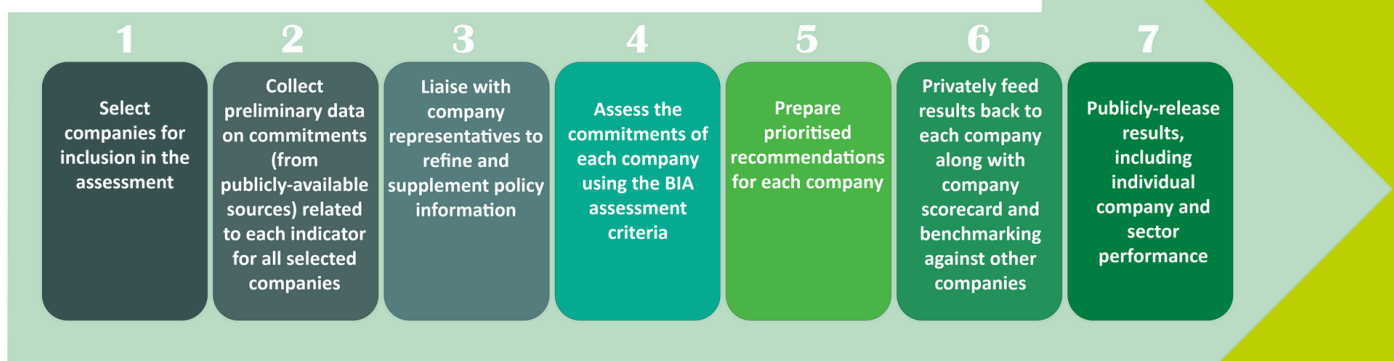 1
Select
companies for
inclusion in the
assessment
2
Collect
preliminary data
on commitments
(from
publicly-available
sources) related
to each indicator
for all selected
companies
3
Liaise with
company
representatives to
refine and
supplement policy
information
4
Assess the
commitments of
each company
using the BIA
assessment
criteria
5
Prepare
prioritised
recommendations
for each company
6
Privately feed
results back to
each company
along with
company
scorecard and
benchmarking
against other
companies
7
Publicly-release
results,
including
individual
company and
sector
performance